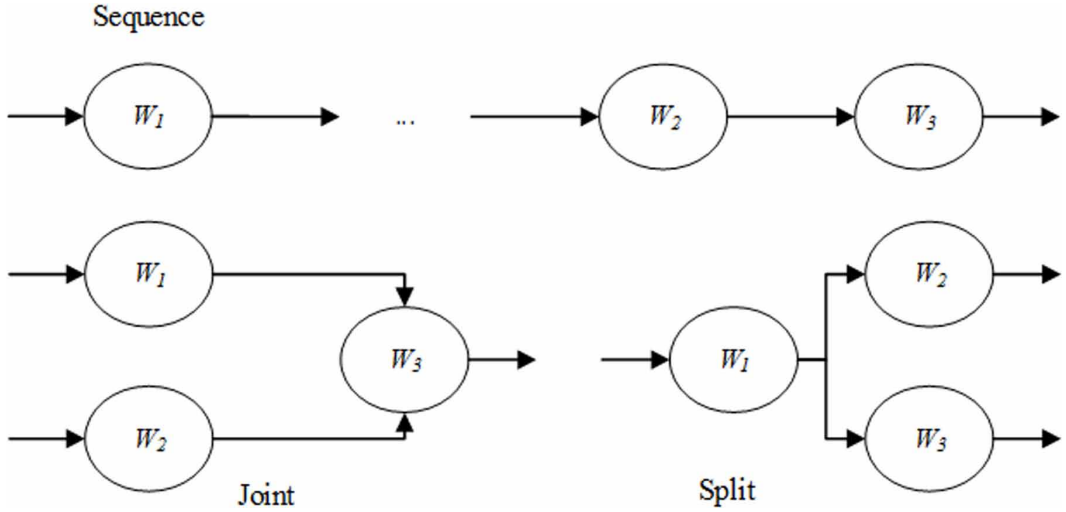 Sequence
W1 ... W2 W3
W1 W2
W3 W1
W2 W3
Joint Split